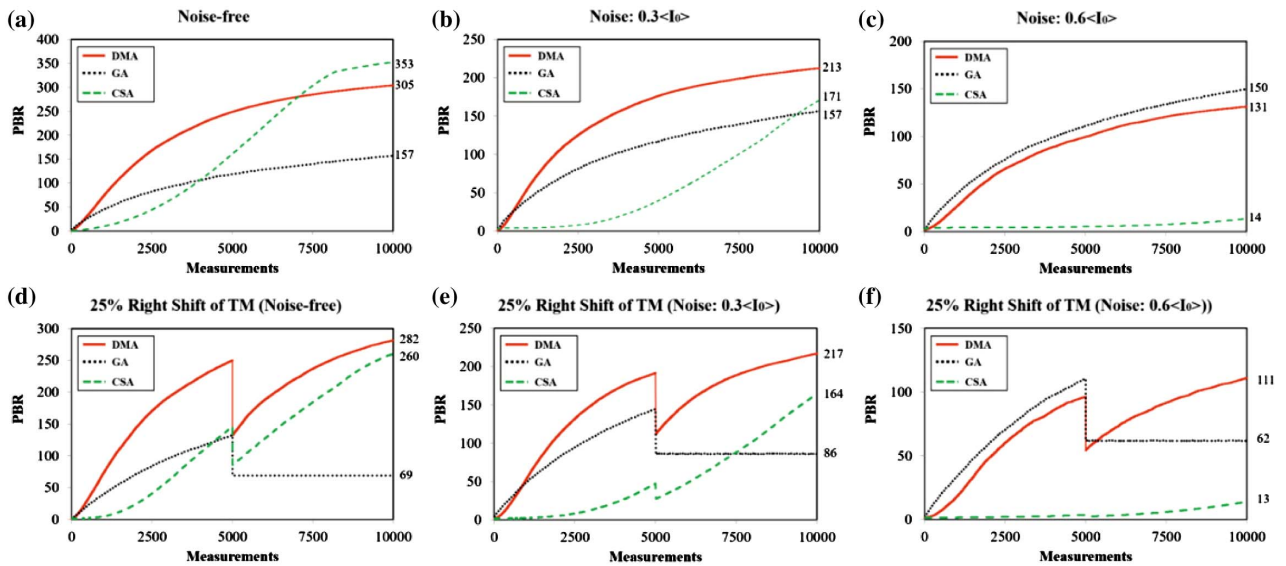 (a)
Noise-free
PBR
400
350
300
250
200
150
100
50
0
DMA
GA
CSA
353
305
157
0 2500 5000 7500 10000
Measurements
(b)
Noise: 0.3<I₀>
PBR
250
200
150
100
50
0
DMA
GA
CSA
213
171
157
0 2500 5000 7500 10000
Measurements
(c)
Noise: 0.6<I₀>
PBR
200
150
100
50
0
DMA
GA
CSA
150
131
14
0 2500 5000 7500 10000
Measurements
(d)
25% Right Shift of TM (Noise-free)
PBR
300
250
200
150
100
50
0
DMA
GA
CSA
282
260
69
0 2500 5000 7500 10000
Measurements
(e)
25% Right Shift of TM (Noise: 0.3<I₀>)
PBR
250
200
150
100
50
0
DMA
GA
CSA
217
164
86
0 2500 5000 7500 10000
Measurements
(f)
25% Right Shift of TM (Noise: 0.6<I₀>))
PBR
150
100
50
0
DMA
GA
CSA
111
62
13
0 2500 5000 7500 10000
Measurements